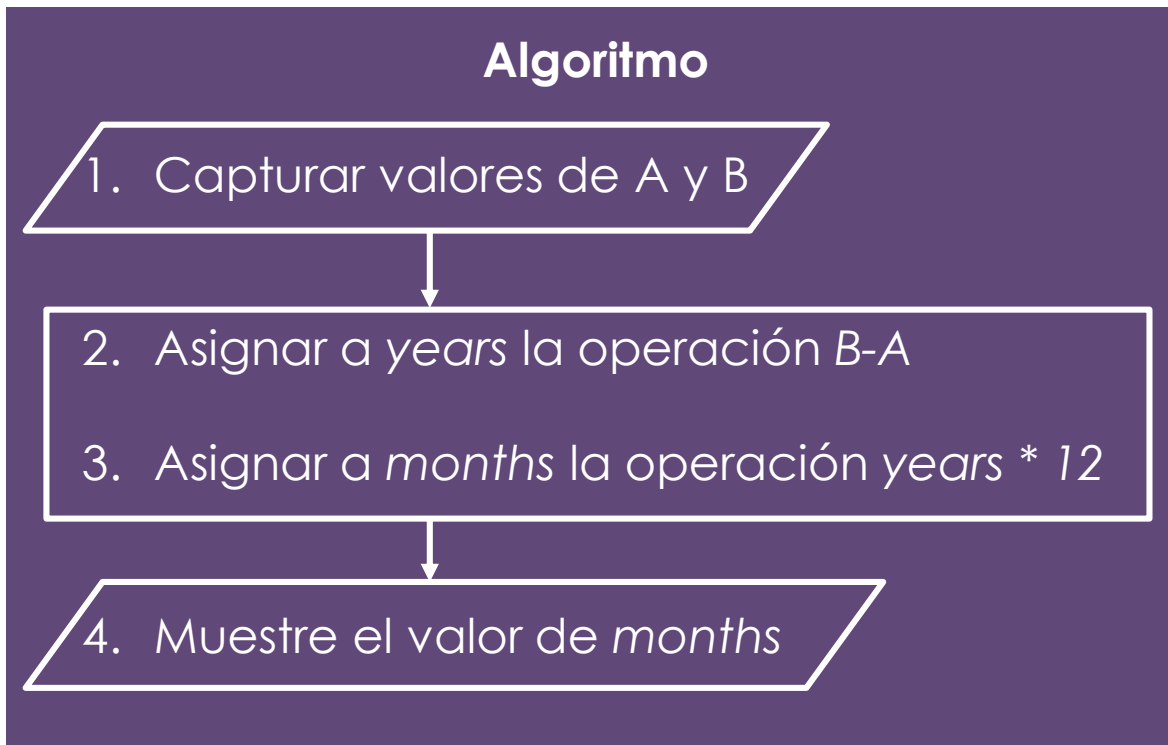 Algoritmo
1. Capturar valores de A y B
2. Asignar a years la operación B-A
3. Asignar a months la operación years * 12
4. Muestre el valor de months